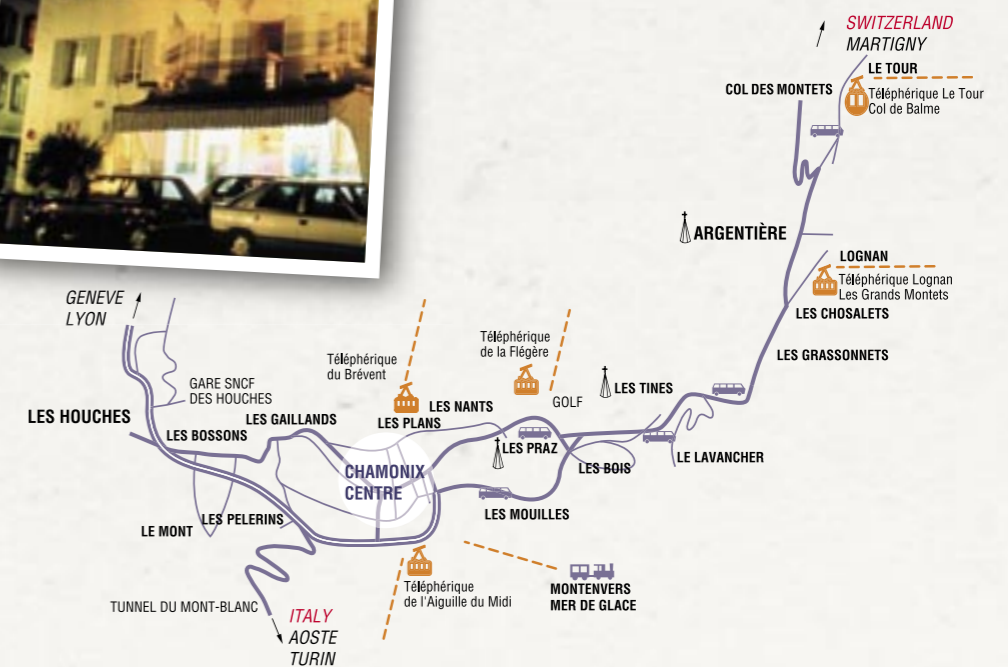 SWITZERLAND
MARTIGNY
LE TOUR
COL DES MONTETS
Téléphérique Le Tour
Col de Balme
ARGENTIÈRE
LOGNAN
Téléphérique Lognan
Les Grands Montets
LES CHOSALETS
LES GRASSONNETS
GENEVE
LYON
GARE SNCF
DES HOUCHES
LES HOUCHES
LES BOSSONS
LES GAILLANDS
Téléphérique
du Brévent
LES PLANS
LES NANTS
Téléphérique
de la Flégère
GOLF
LES TINES
LES PRAZ
LES BOIS
LE LAVANCHER
CHAMONIX
CENTRE
LES MOUILLES
LES PELERINS
LE MONT
TUNNEL DU MONT-BLANC
ITALY
AOSTE
TURIN
Téléphérique
de l'Aiguille du Midi
MONTENVERS
MER DE GLACE